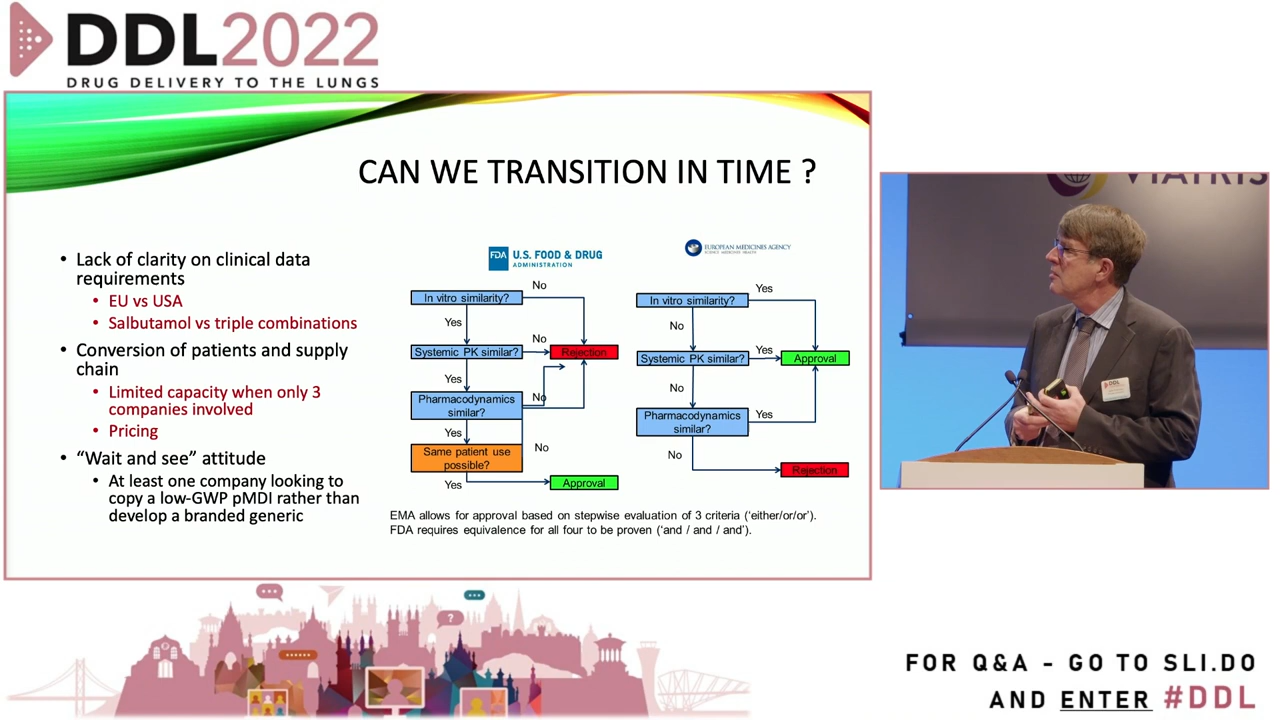 DDL2022
DRUG DELIVERY TO THE LUNGS
CAN WE TRANSITION IN TIME ?
• Lack of clarity on clinical data
requirements
• EU vs USA
• Salbutamol vs triple combinations
• Conversion of patients and supply
chain
• Limited capacity when only 3
companies involved
• Pricing
• “Wait and see” attitude
• At least one company looking to
copy a low-GWP pMDI rather than
develop a branded generic
FDA U.S. FOOD & DRUG
ADMINISTRATION
In vitro similarity?
No
Yes
Systemic PK similar?
No
Rejection
Yes
Pharmacodynamics
similar?
No
Yes
Same patient use
possible?
No
Yes
Approval
EUROPEAN MEDICINES AGENCY
SCIENCE MEDICINES HEALTH
In vitro similarity?
Yes
No
Systemic PK similar?
Yes
Approval
No
Pharmacodynamics
similar?
Yes
No
Rejection
EMA allows for approval based on stepwise evaluation of 3 criteria (‘either/or/or’).
FDA requires equivalence for all four to be proven (‘and / and / and’).
VIATRIS
DDL
FOR Q&A - GO TO SLI.DO
AND ENTER #DDL